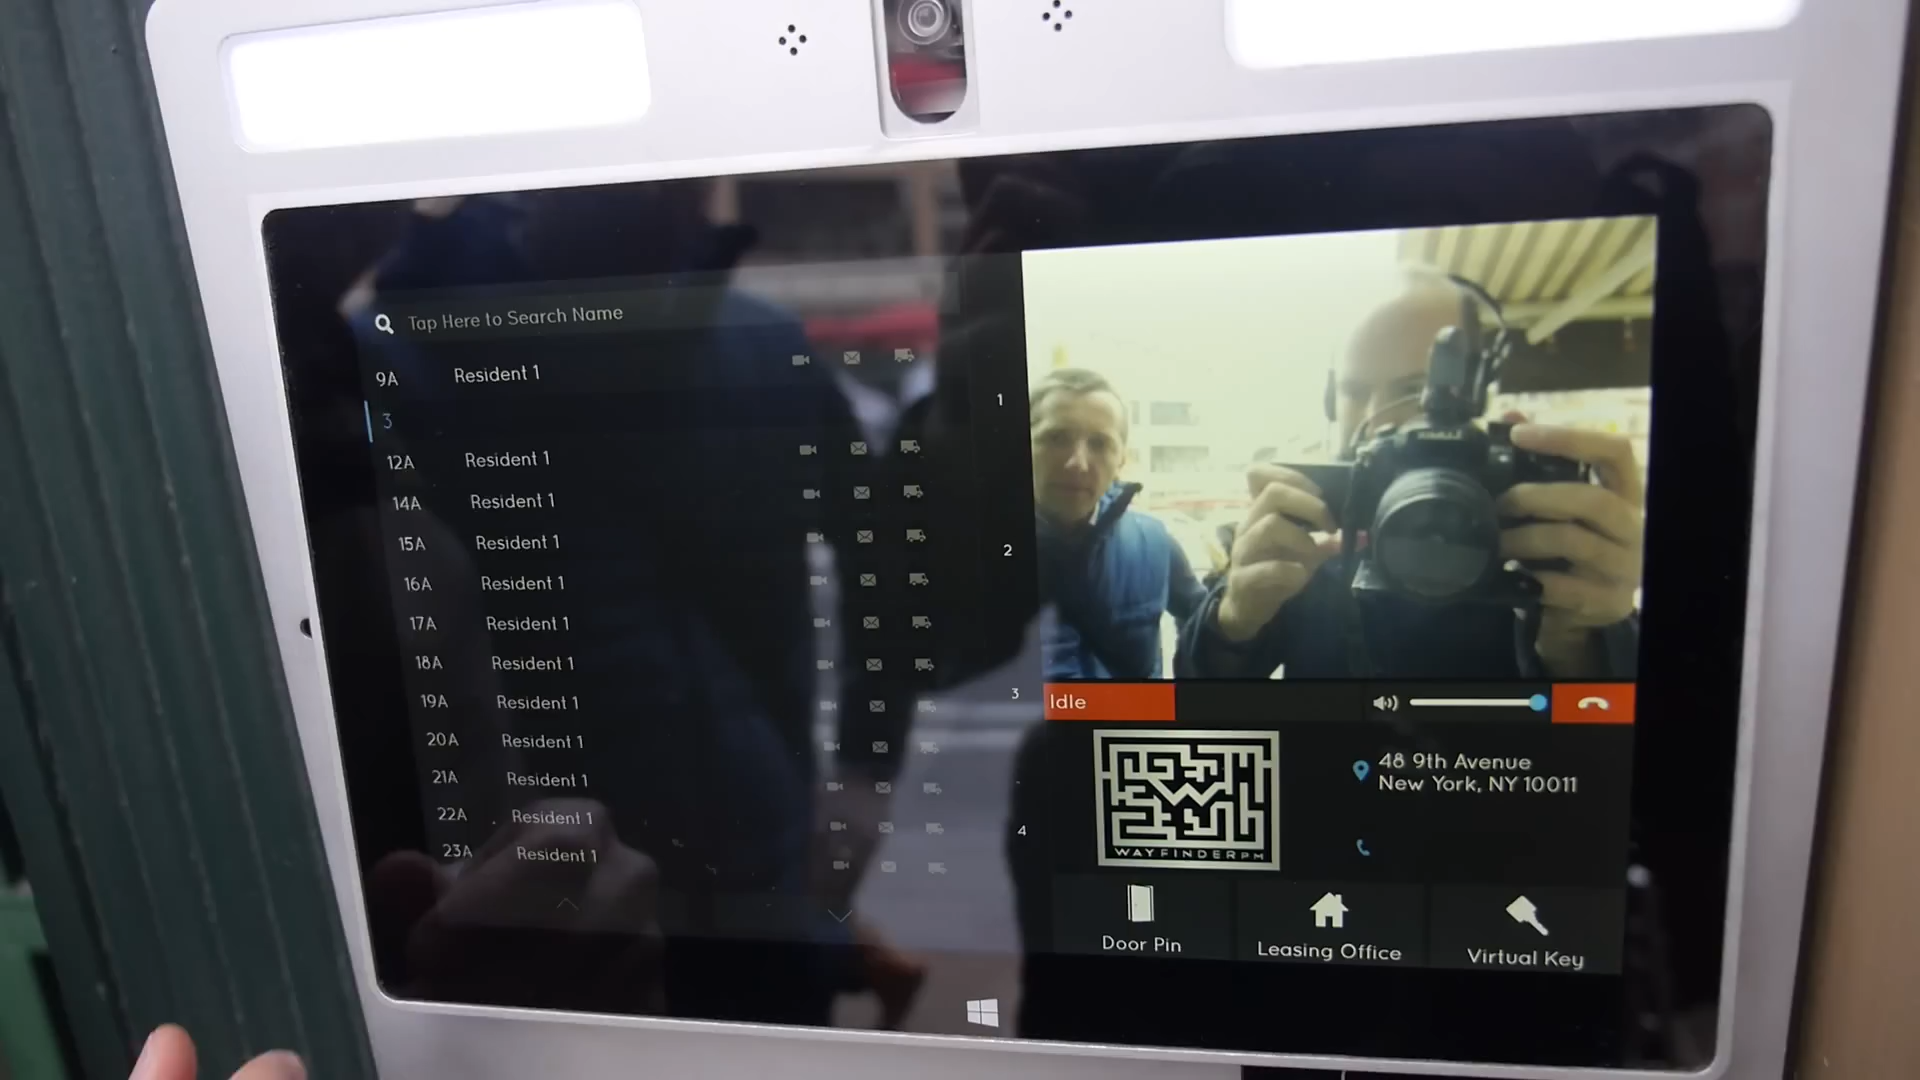 Tap Here to Search Name
9A Resident 1
3
12A Resident 1
14A Resident 1
15A Resident 1
16A Resident 1
17A Resident 1
18A Resident 1
19A Resident 1
20A Resident 1
21A Resident 1
22A Resident 1
23A Resident 1
1
2
3
4
Idle
WAYFINDERPM
48 9th Avenue
New York, NY 10011
Door Pin
Leasing Office
Virtual Key